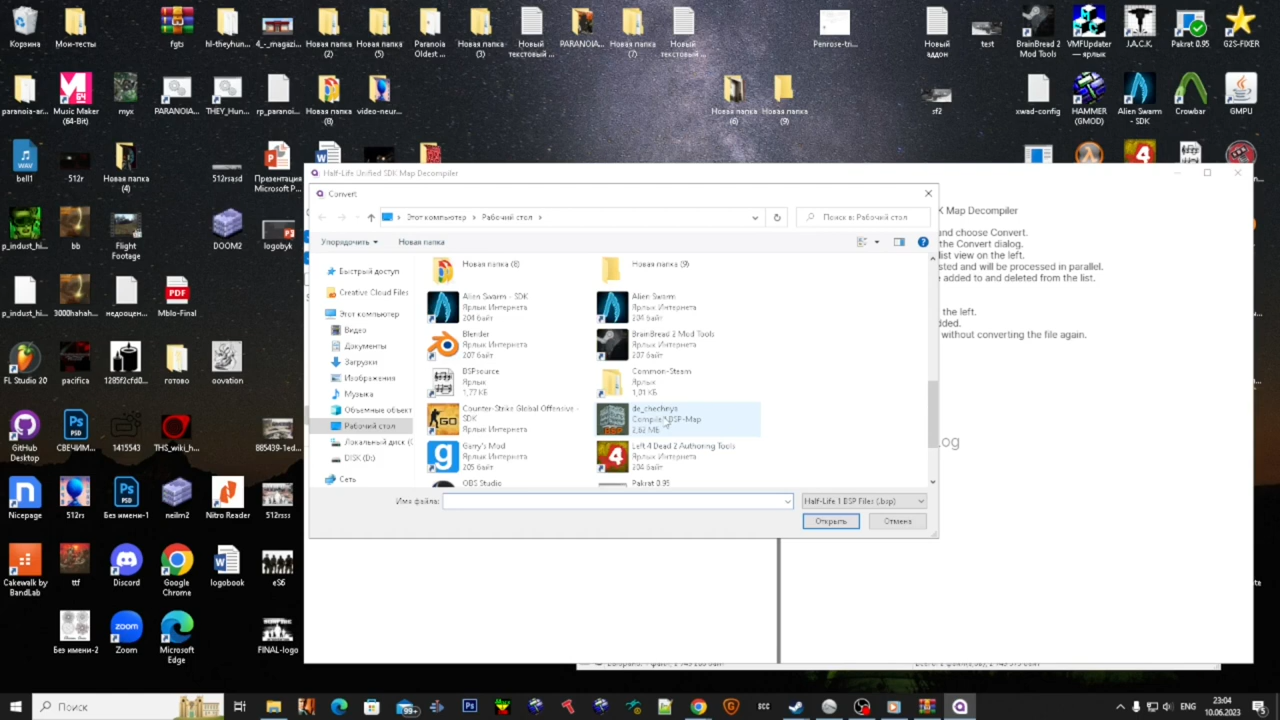 Корзина
Мои-тесты
fgts
hl-theyhun...
4_-_magazi...
Новая папка (2)
Новая папка (5)
Paranoia Oldest ...
Новая папка (3)
Новый текстовый ...
PARANOIA...
Новая папка (7)
Новый текстовый ...
Penrose-tri...
Новый аддон
test
BrainBread 2 Mod Tools
VMFUpdater — ярлык
J.A.C.K.
Pakrat 0.95
G2S-FIXER
paranoia-ar...
Music Maker (64-Bit)
myx
PARANOIA...
THEY_Hun...
rp_paranoi...
Новая папка (8)
video-neur...
Новая папка (6)
Новая папка (9)
sf2
xwad-config
HAMMER (GMOD)
Alien Swarm - SDK
Crowbar
GMPU
bell1
-512r
Новая папка (4)
512rsasd
Презентация Microsoft P...
p_indust_hi...
bb
Flight Footage
DOOM2
logobyk
p_indust_hi...
3000hahah...
недооцен...
Mblo-Final
FL Studio 20
pacifica
1285f2cfd0...
готово
oovation
GitHub Desktop
СВЕЧИМ...
1415543
THS_wiki_h...
885439-1ed...
Nicepage
512rs
Без имени-1
neilm2
Nitro Reader
512rsss
Cakewalk by BandLab
ttf
Discord
Google Chrome
logobook
eS6
Без имени-2
Zoom
Microsoft Edge
FINAL-logo
Half-Life Unified SDK Map Decompiler
Convert
Этот компьютер > Рабочий стол >
Поиск в: Рабочий стол
Упорядочить
Новая папка
Быстрый доступ
Creative Cloud Files
Этот компьютер
Видео
Документы
Загрузки
Изображения
Музыка
Объемные объект
Рабочий стол
Локальный диск (C
DISK (D:)
Сеть
Новая папка (8)
Новая папка (9)
Alien Swarm - SDK
Ярлык Интернета
204 байт
Alien Swarm
Ярлык Интернета
204 байт
Blender
Ярлык Интернета
207 байт
BrainBread 2 Mod Tools
Ярлык Интернета
207 байт
BSPsource
Ярлык
1,77 КБ
Common-Steam
Ярлык
1,01 КБ
Counter-Strike Global Offensive - SDK
Ярлык Интернета
de_chechnya
2,62 МБ
Garry's Mod
Ярлык Интернета
205 байт
Left 4 Dead 2 Authoring Tools
Ярлык Интернета
204 байт
OBS Studio
Pakrat 0.95
Имя файла:
Half-Life 1 BSP Files (.bsp)
Открыть
Отмена
K Map Decompiler
and choose Convert.
the Convert dialog.
list view on the left.
sted and will be processed in parallel.
e added to and deleted from the list.
the left.
dded.
without converting the file again.
Log
Поиск
99+
ENG
23:04
10.06.2023